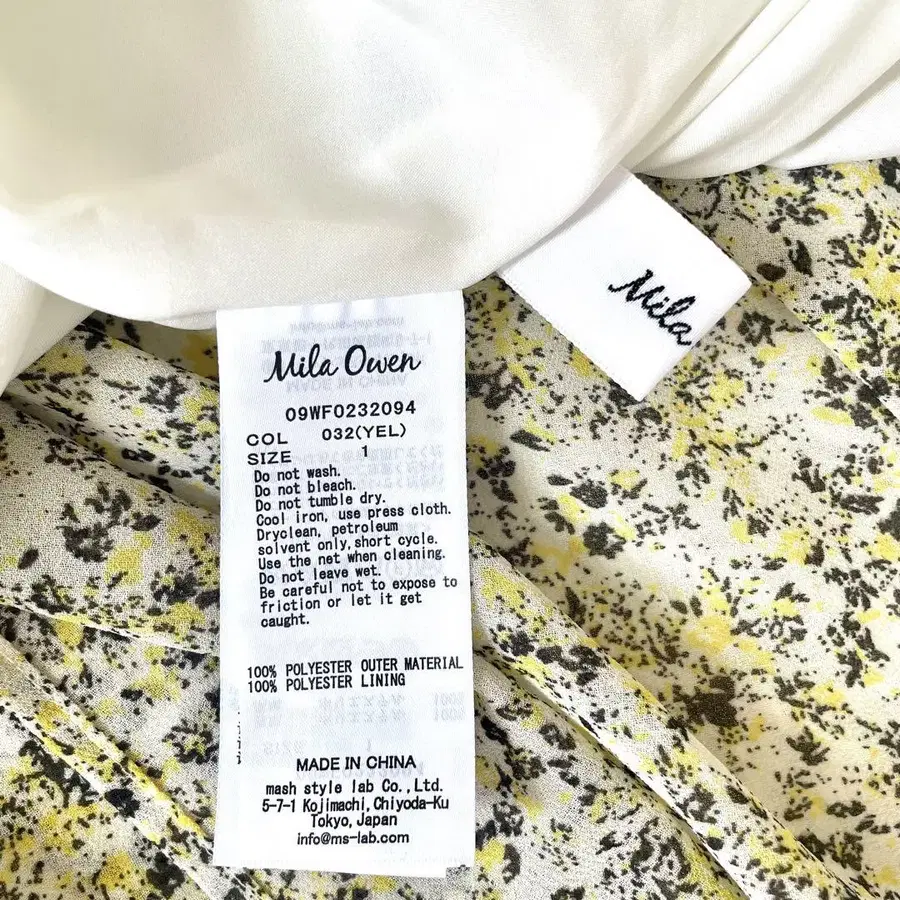 Mila
Mila Owen
09WF0232094
COL 032(YEL)
SIZE 1
Do not wash.
Do not bleach.
Do not tumble dry.
Cool iron, use press cloth.
Dryclean, petroleum
solvent only,short cycle.
Use the net when cleaning.
Do not leave wet.
Be careful not to expose to
friction or let it get
caught.
100% POLYESTER OUTER MATERIAL
100% POLYESTER LINING
MADE IN CHINA
mash style lab Co., Ltd.
5-7-1 Kojimachi,Chiyoda-Ku
Tokyo,Japan
info@ms-lab.com